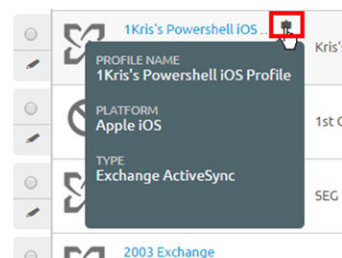 1Kris's Powershell iOS ...
Kris's
PROFILE NAME
1Kris's Powershell iOS Profile
PLATFORM
Apple iOS
1st
TYPE
Exchange ActiveSync
SEG
2003 Exchange